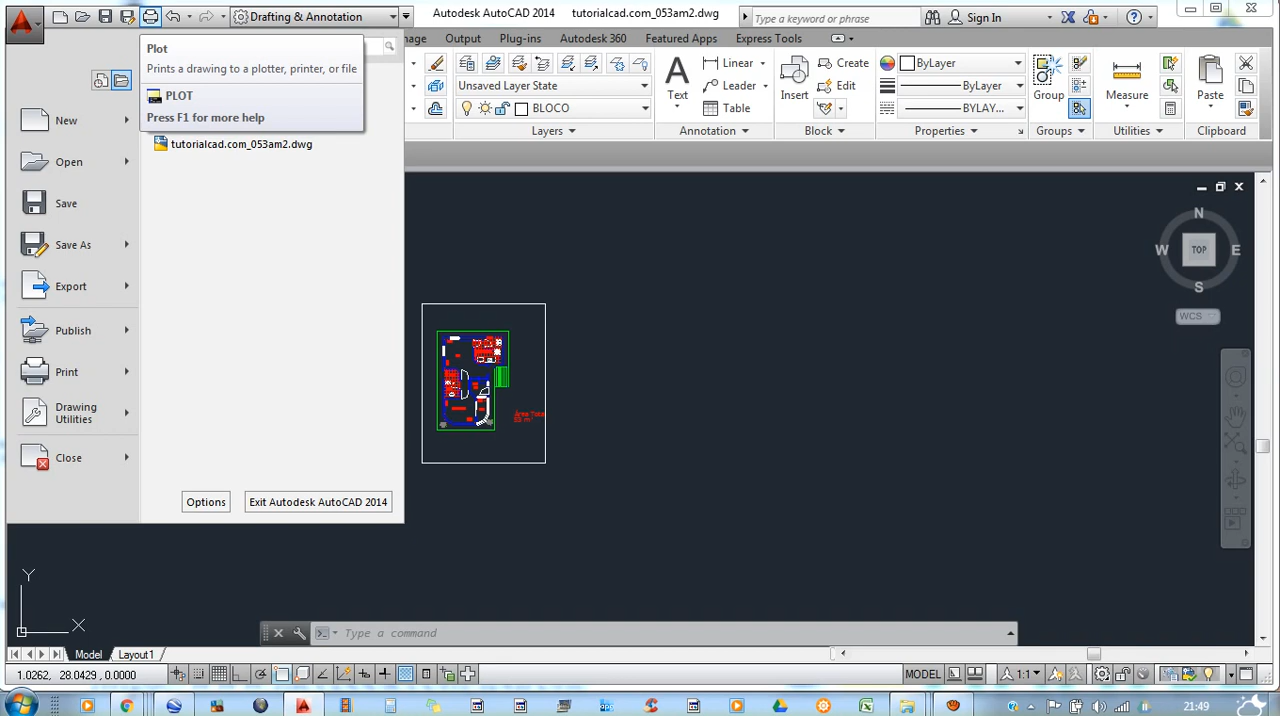 Drafting & Annotation
Autodesk AutoCAD 2014 tutorialcad.com_053am2.dwg
Type a keyword or phrase
Sign In
Plot
Prints a drawing to a plotter, printer, or file
PLOT
Press F1 for more help
Output
Plug-ins
Autodesk 360
Featured Apps
Express Tools
Unsaved Layer State
BLOCO
Layers
Text
Linear
Leader
Table
Annotation
Insert
Create
Edit
Block
ByLayer
ByLayer
BYLAY...
Properties
Group
Groups
Measure
Utilities
Paste
Clipboard
New
Open
Save
Save As
Export
Publish
Print
Drawing
Utilities
Close
tutorialcad.com_053am2.dwg
Options
Exit Autodesk AutoCAD 2014
N
W
TOP
E
S
WCS
Y
X
Type a command
Model
Layout1
1.0262, 28.0429, 0.0000
MODEL
1:1
21:49